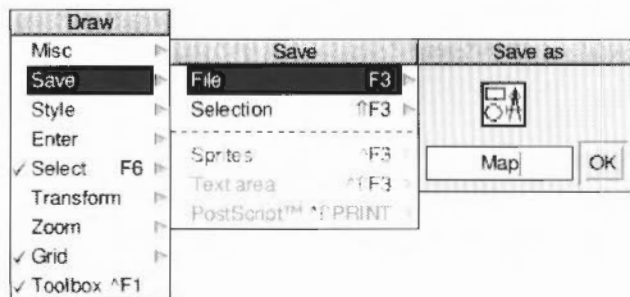 Draw
Misc
Save
Style
Enter
✓ Select F6
Transform
Zoom
✓ Grid
✓ Toolbox ^F1
Save
File F3
Selection ⇑F3
Sprites ^F3
Text area ^⇑F3
PostScript™ ^⇑PRINT
Save as
Map
OK